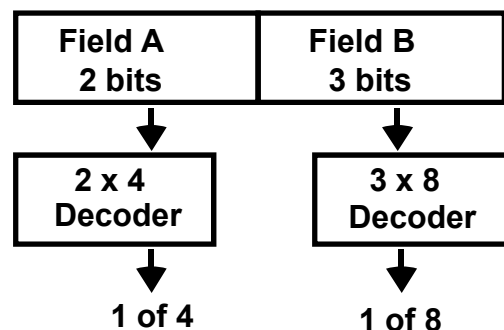 Field A
2 bits
Field B
3 bits
2 x 4
Decoder
3 x 8
Decoder
1 of 4
1 of 8